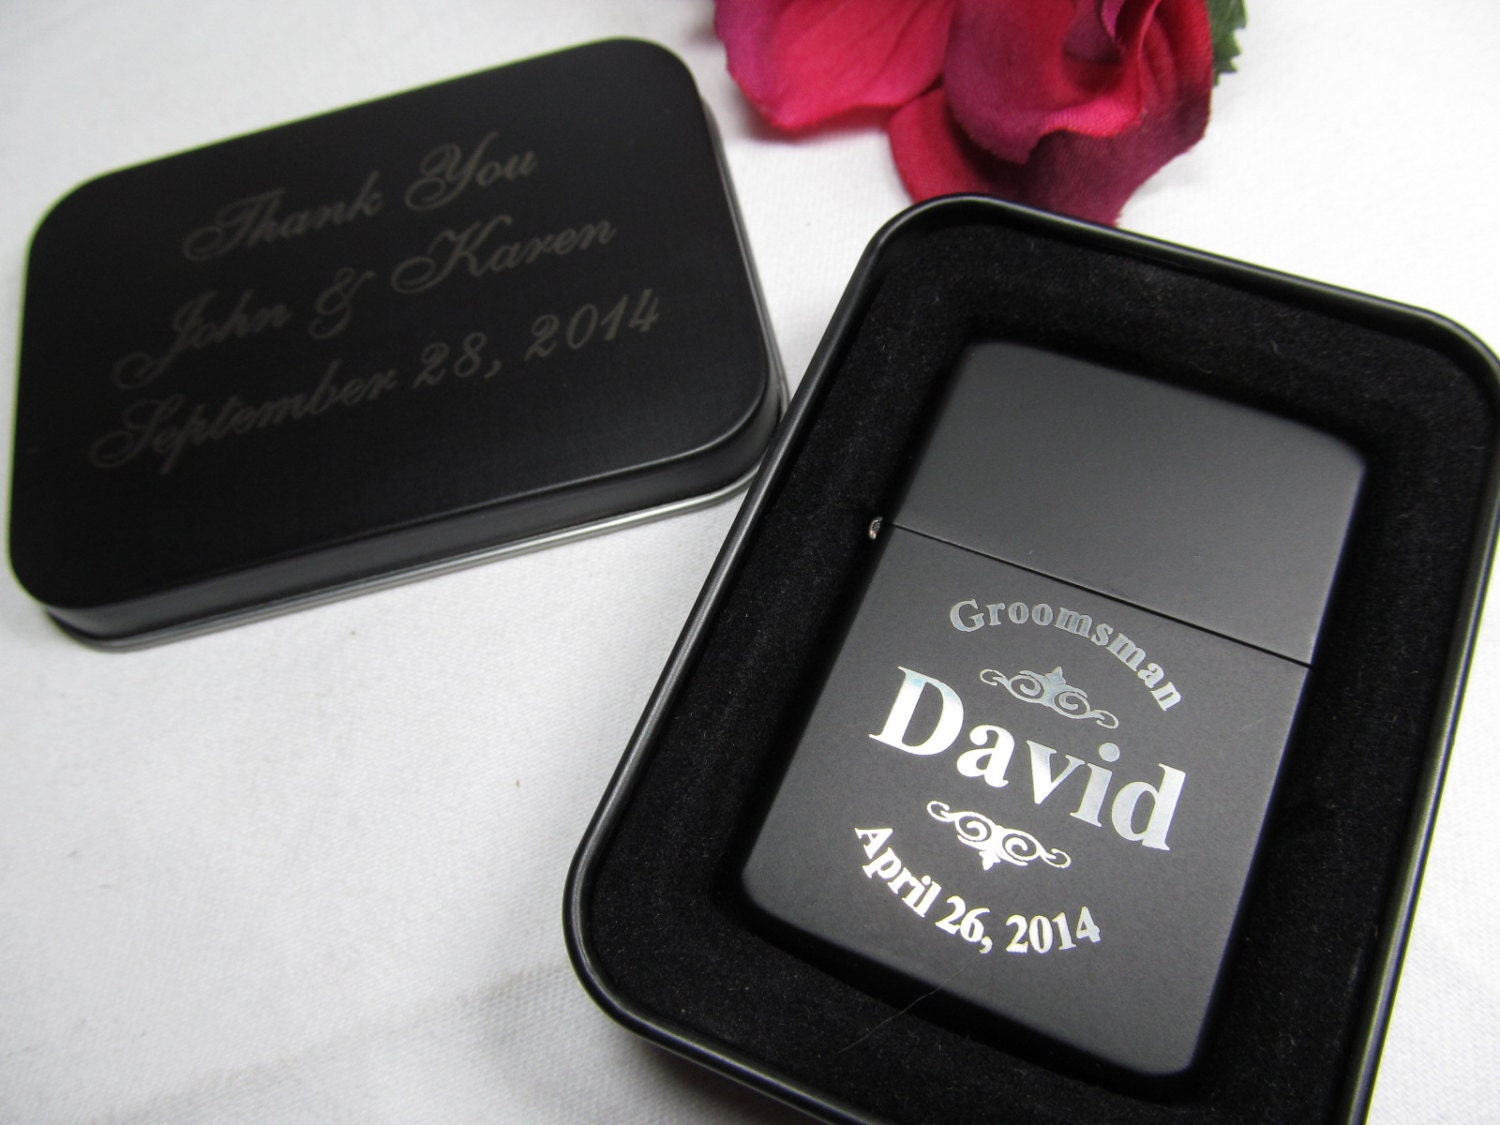 Thank You
John & Karen
September 28, 2014
Groomsman
David
April 26, 2014